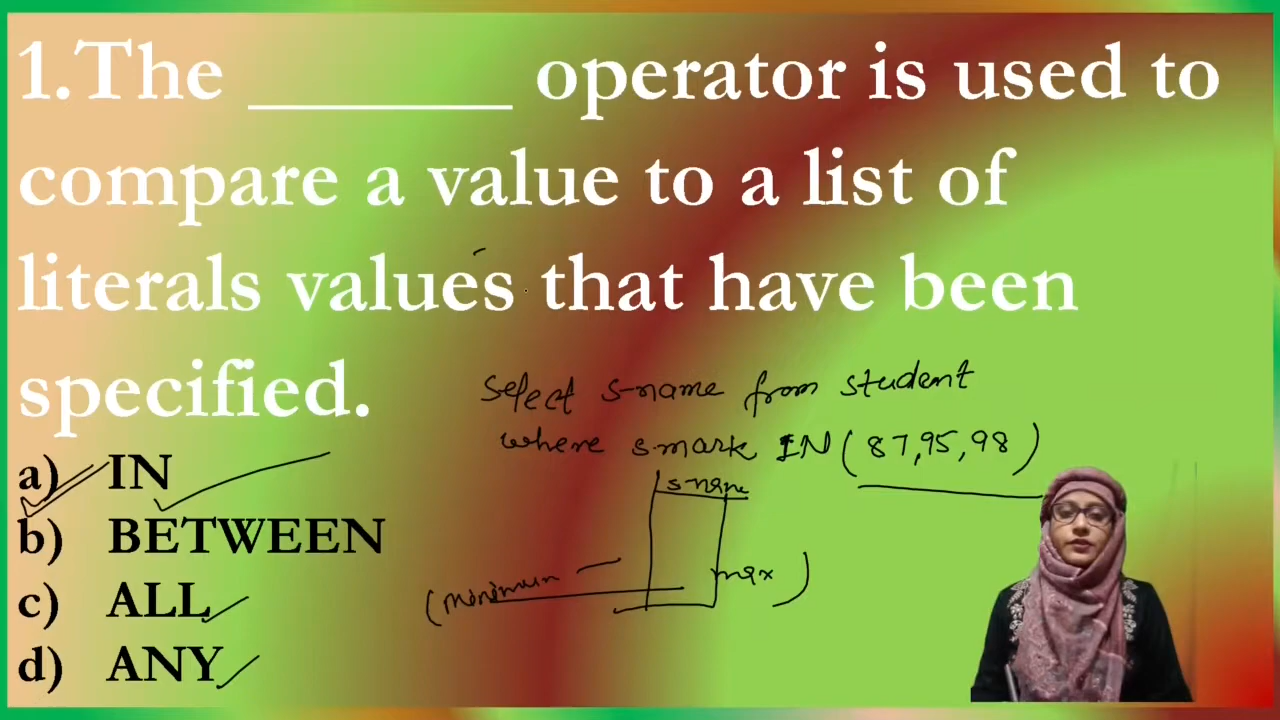 1.The ______ operator is used to
compare a value to a list of
literals values that have been
specified.
a) IN
b) BETWEEN
c) ALL
d) ANY
Select s-name from student
where s.mark IN (87,95,98)
s-name
(minimum — max)